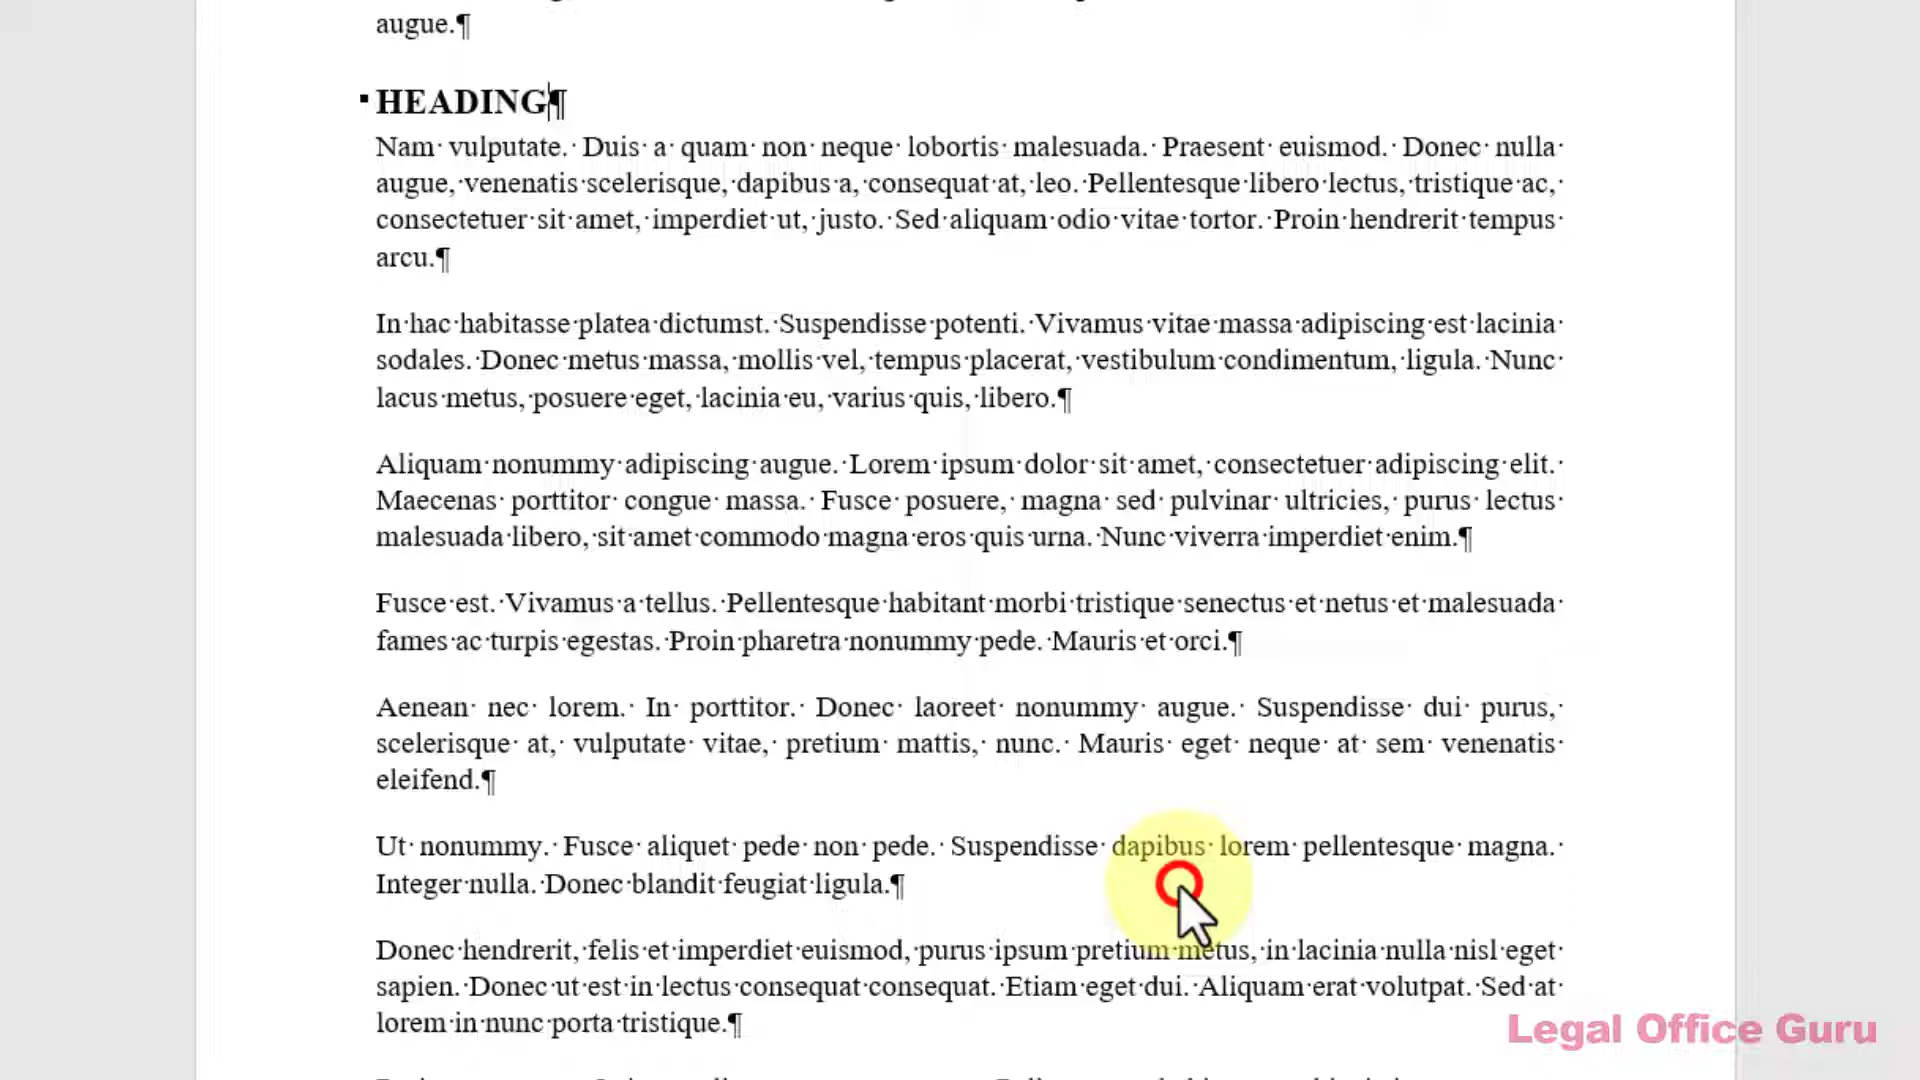 augue.¶
HEADING¶
Nam· vulputate.· Duis· a· quam· non· neque· lobortis· malesuada.· Praesent· euismod.· Donec· nulla·
augue,·venenatis·scelerisque,·dapibus·a,·consequat·at,·leo.·Pellentesque·libero·lectus,·tristique·ac,·
consectetuer·sit·amet,·imperdiet·ut,·justo.·Sed·aliquam·odio·vitae·tortor.·Proin·hendrerit·tempus·
arcu.¶
In·hac·habitasse·platea·dictumst.·Suspendisse·potenti.·Vivamus·vitae·massa·adipiscing·est·lacinia·
sodales.·Donec·metus·massa,·mollis·vel,·tempus·placerat,·vestibulum·condimentum,·ligula.·Nunc·
lacus·metus,·posuere·eget,·lacinia·eu,·varius·quis,·libero.¶
Aliquam·nonummy·adipiscing·augue.·Lorem·ipsum·dolor·sit·amet,·consectetuer·adipiscing·elit.·
Maecenas· porttitor· congue· massa.· Fusce· posuere,· magna· sed· pulvinar· ultricies,· purus· lectus·
malesuada·libero,·sit·amet·commodo·magna·eros·quis·urna.·Nunc·viverra·imperdiet·enim.¶
Fusce·est.·Vivamus·a·tellus.·Pellentesque·habitant·morbi·tristique·senectus·et·netus·et·malesuada·
fames·ac·turpis·egestas.·Proin·pharetra·nonummy·pede.·Mauris·et·orci.¶
Aenean· nec· lorem.· In· porttitor.· Donec· laoreet· nonummy· augue.· Suspendisse· dui· purus,·
scelerisque· at,· vulputate· vitae,· pretium· mattis,· nunc.· Mauris· eget· neque· at· sem· venenatis·
eleifend.¶
Ut· nonummy.· Fusce· aliquet· pede· non· pede.· Suspendisse· dapibus· lorem· pellentesque· magna.·
Integer·nulla.·Donec·blandit·feugiat·ligula.¶
Donec·hendrerit,·felis·et·imperdiet·euismod,·purus·ipsum·pretium·metus,·in·lacinia·nulla·nisl·eget·
sapien.·Donec·ut·est·in·lectus·consequat·consequat.·Etiam·eget·dui.·Aliquam·erat·volutpat.·Sed·at·
lorem·in·nunc·porta·tristique.¶
Legal Office Guru